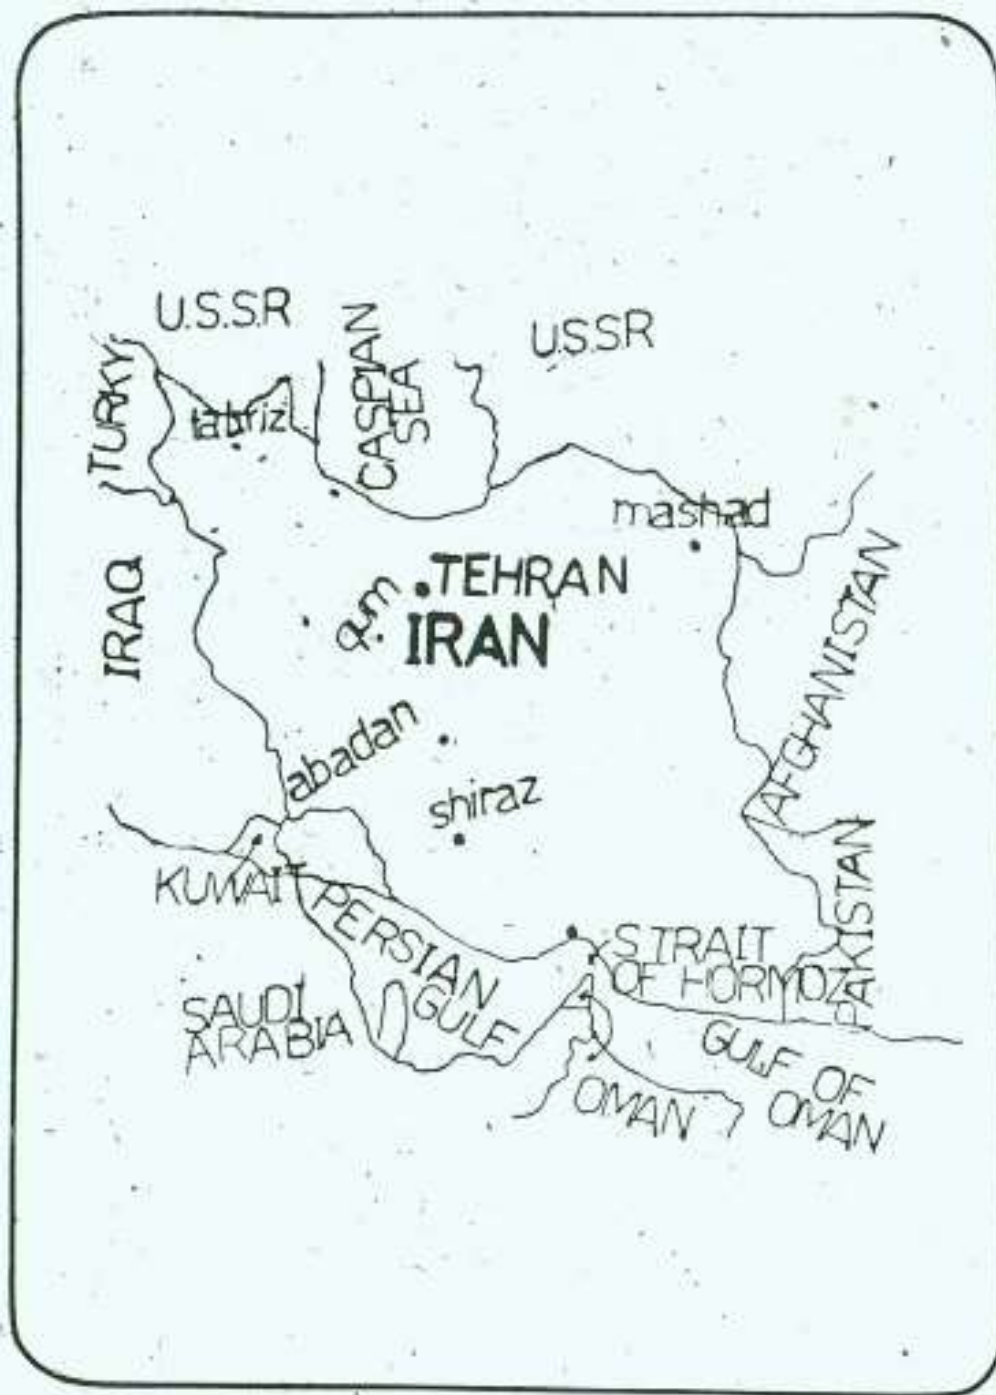 U.S.S.R
U.S.S.R
CASPIAN
SEA
TURKY
tabriz
mashad
TEHRAN
qum
IRAN
IRAQ
AFGHANISTAN
abadan
shiraz
KUWAIT
PAKISTAN
PERSIAN
GULF
STRAIT
OF HORMOZ
SAUDI
ARABIA
GULF OF
OMAN
OMAN